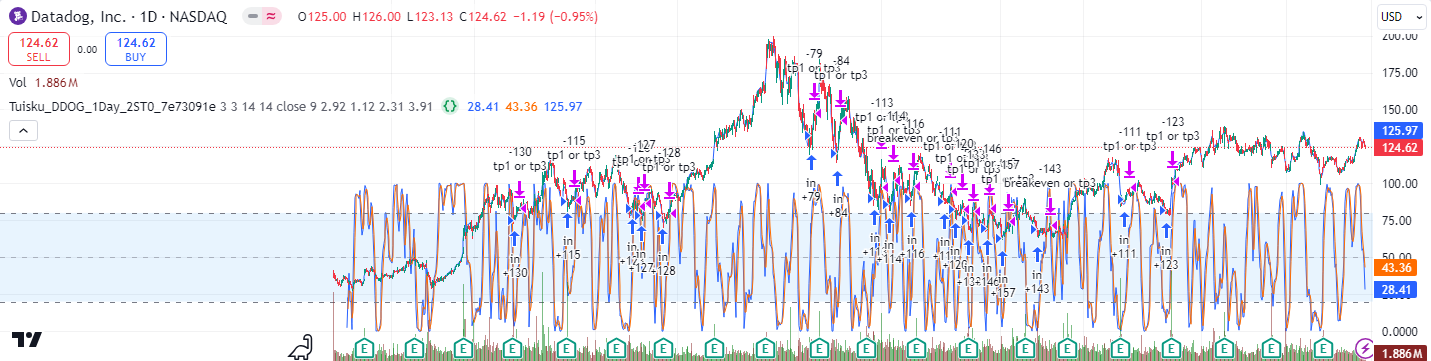 Datadog, Inc. · 1D · NASDAQ O125.00 H126.00 L123.13 C124.62 −1.19 (−0.95%)
USD
124.62
SELL
0.00
124.62
BUY
Vol 1.886 M
Tuisku_DDOG_1Day_2ST0_7e73091e 3 3 14 14 close 9 2.92 1.12 2.31 3.91 28.41 43.36 125.97
200.00
175.00
150.00
125.97
124.62
100.00
75.00
50.00
43.36
28.41
0.0000
1.886 M
-130
tp1 or tp3
-115
tp1 or tp3
-127
-128
tp1 or tp3
-79
tp1 or tp3
-84
tp1 or tp3
-113
-116
breakeven or tp3
-111
-146
-157
-143
breakeven or tp3
-111
tp1 or tp3
-123
tp1 or tp3
in
+130
in
+115
in
+127
in
+128
in
+79
in
+84
in
+114
in
+116
in
+146
in
+157
in
+143
in
+111
in
+123
E E E E E E E E E E E E E E E E E E E E